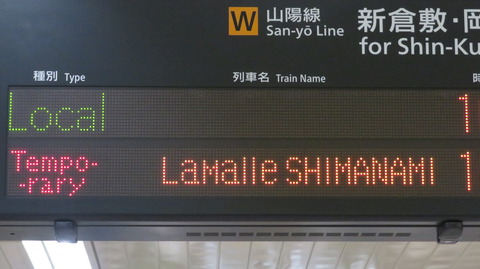 W 山陽線 新倉敷・岡
San-yō Line for Shin-Ku
種別 Type 列車名 Train Name 時
Local 1
Tempo- LaMalle SHIMANAMI 1
-rary